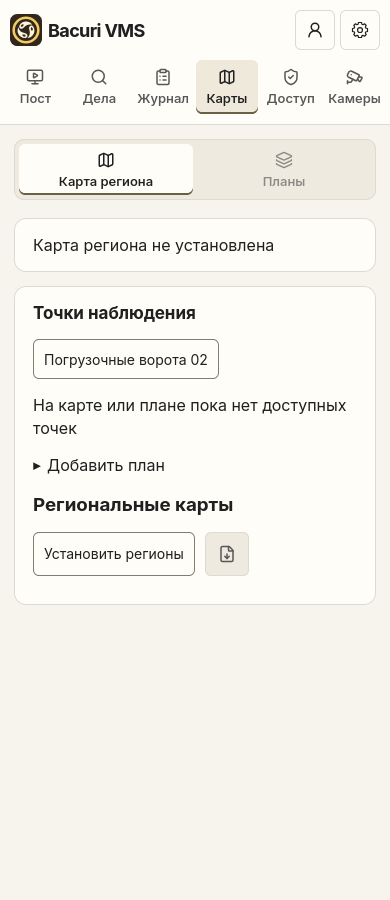 Bacuri VMS
Пост
Дела
Журнал
Карты
Доступ
Камеры
Карта региона
Планы
Карта региона не установлена
Точки наблюдения
Погрузочные ворота 02
На карте или плане пока нет доступных
точек
Добавить план
Региональные карты
Установить регионы